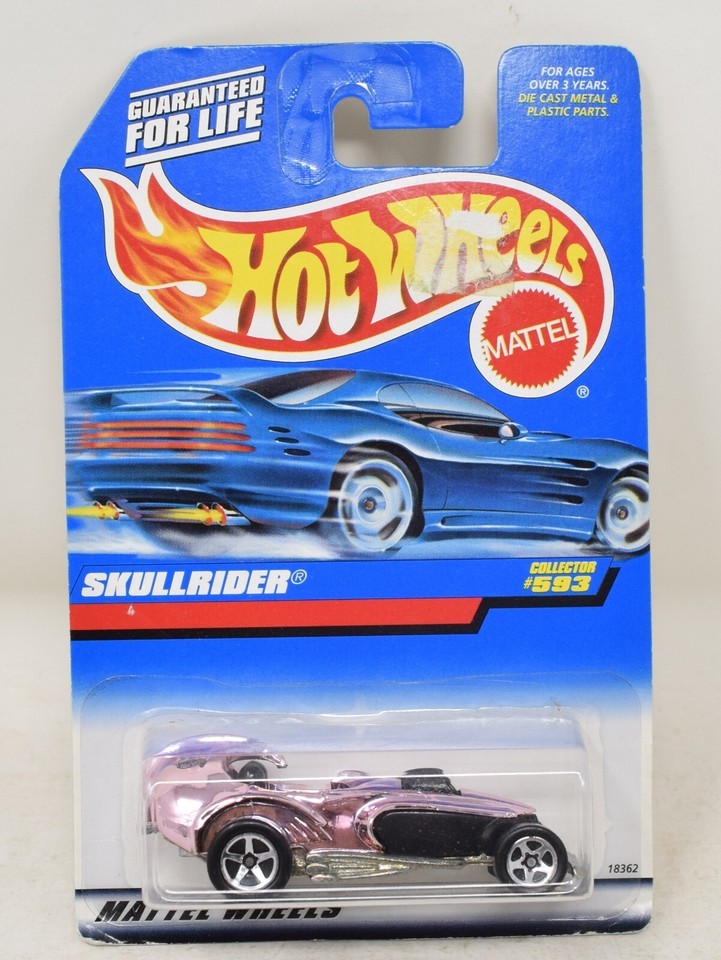 GUARANTEED
FOR LIFE
FOR AGES
OVER 3 YEARS.
DIE CAST METAL &
PLASTIC PARTS.
HOT WHEELS
MATTEL
®
SKULLRIDER®
4
COLLECTOR
#593
18362
MATTEL WHEELS